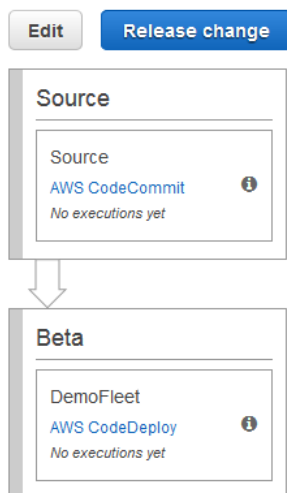 Edit
Release change
Source
Source
AWS CodeCommit
No executions yet
Beta
DemoFleet
AWS CodeDeploy
No executions yet